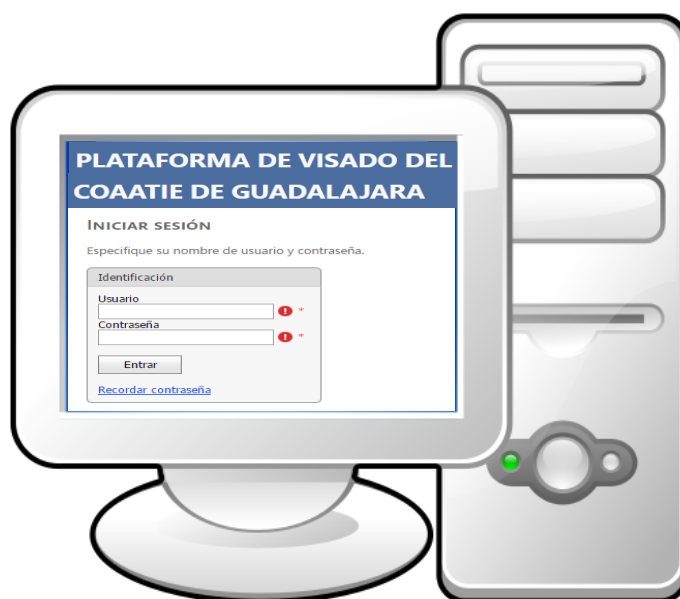 PLATAFORMA DE VISADO DEL
COAATIE DE GUADALAJARA
INICIAR SESIÓN
Especifique su nombre de usuario y contraseña.
Identificación
Usuario
*
Contraseña
*
Entrar
Recordar contraseña